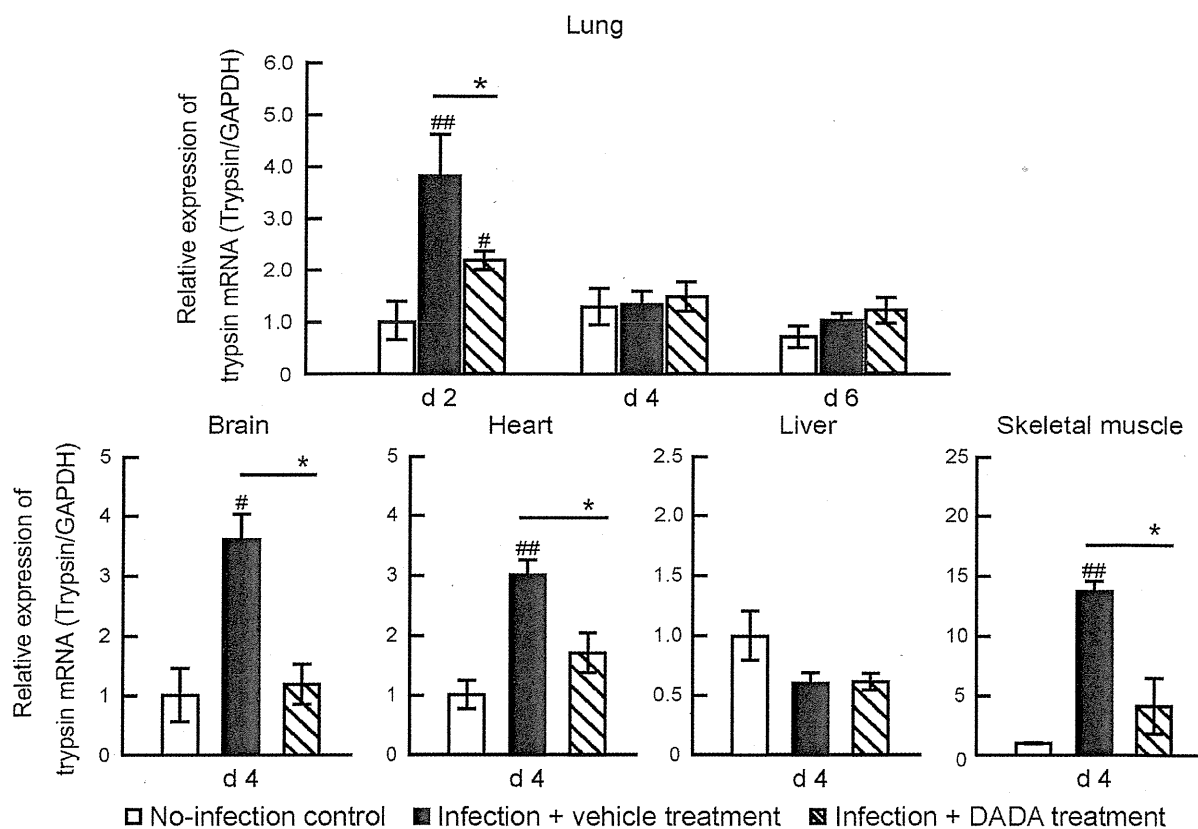 Lung
Relative expression of
trypsin mRNA (Trypsin/GAPDH)
6.0
5.0
4.0
3.0
2.0
1.0
0
*
##
#
d 2
d 4
d 6
Brain
Heart
Liver
Skeletal muscle
Relative expression of
trypsin mRNA (Trypsin/GAPDH)
5
4
3
2
1
0
*
#
d 4
5
4
3
2
1
0
*
##
d 4
2.5
2.0
1.5
1.0
0.5
0
d 4
25
20
15
10
5
0
*
##
d 4
No-infection control Infection + vehicle treatment Infection + DADA treatment